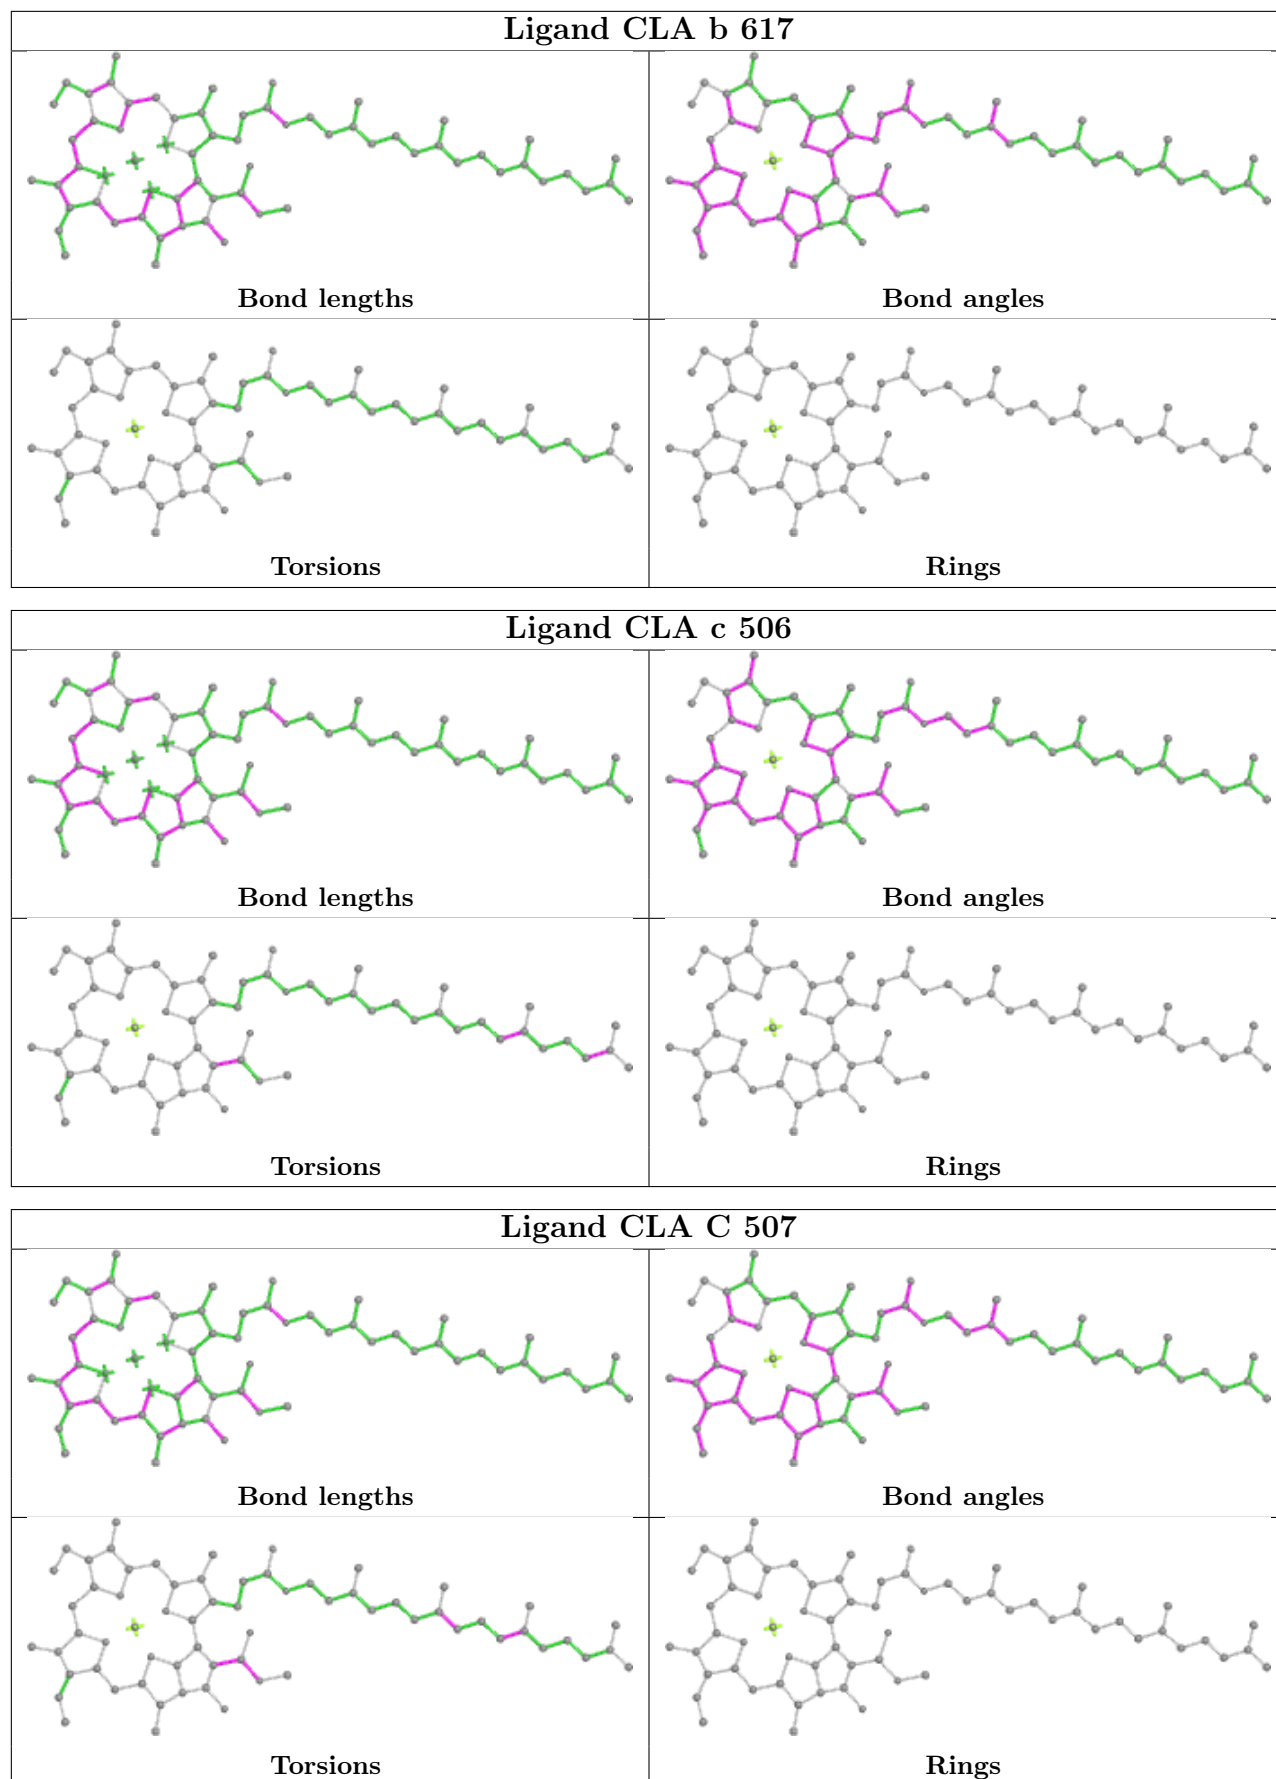 Ligand CLA b 617
Bond lengths
Bond angles
Torsions
Rings
Ligand CLA c 506
Bond lengths
Bond angles
Torsions
Rings
Ligand CLA C 507
Bond lengths
Bond angles
Torsions
Rings